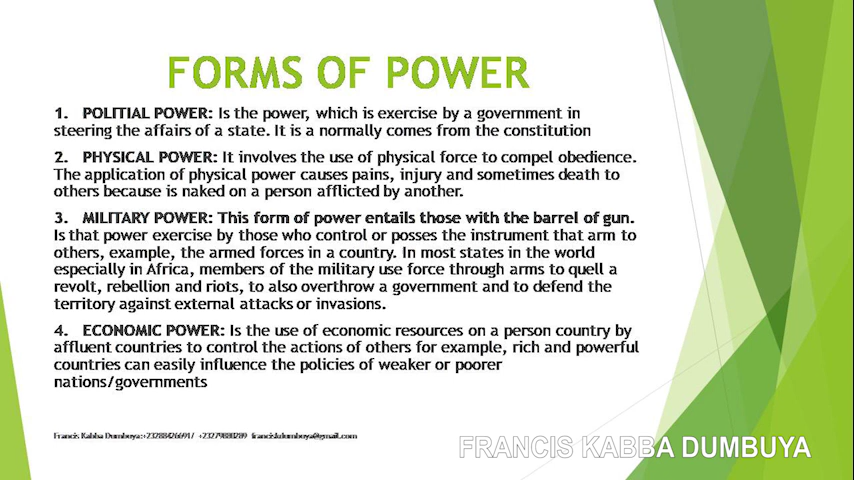 FORMS OF POWER
1. POLITIAL POWER: Is the power, which is exercise by a government in
steering the affairs of a state. It is a normally comes from the constitution
2. PHYSICAL POWER: It involves the use of physical force to compel obedience.
The application of physical power causes pains, injury and sometimes death to
others because is naked on a person afflicted by another.
3. MILITARY POWER: This form of power entails those with the barrel of gun.
Is that power exercise by those who control or posses the instrument that arm to
others, example, the armed forces in a country. In most states in the world
especially in Africa, members of the military use force through arms to quell a
revolt, rebellion and riots, to also overthrow a government and to defend the
territory against external attacks or invasions.
4. ECONOMIC POWER: Is the use of economic resources on a person country by
affluent countries to control the actions of others for example, rich and powerful
countries can easily influence the policies of weaker or poorer
nations/governments
Francis Kabba Dumbuya:
FRANCIS KABBA DUMBUYA